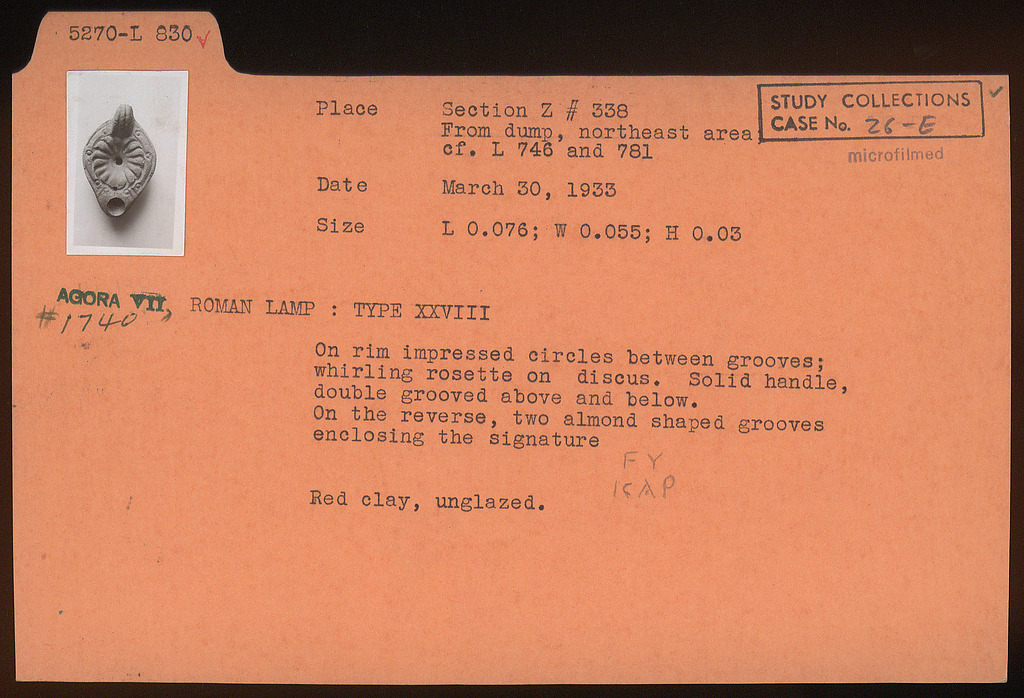 5270-L 830
Place Section Z # 338
From dump, northeast area
cf. L 746 and 781
STUDY COLLECTIONS
CASE No. 26-E
microfilmed
Date March 30, 1933
Size L 0.076; W 0.055; H 0.03
AGORA VII, ROMAN LAMP : TYPE XXVIII
#1740
On rim impressed circles between grooves;
whirling rosette on discus. Solid handle,
double grooved above and below.
On the reverse, two almond shaped grooves
enclosing the signature
FY
KAP
Red clay, unglazed.